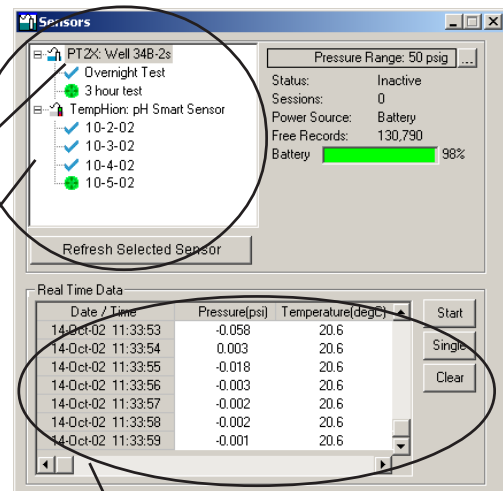 Sensors
PT2X: Well 34B-2s
Overnight Test
3 hour test
TempHion: pH Smart Sensor
10-2-02
10-3-02
10-4-02
10-5-02
Refresh Selected Sensor
Pressure Range: 50 psig ...
Status: Inactive
Sessions: 0
Power Source: Battery
Free Records: 130,790
Battery 98%
Real Time Data
Date / Time Pressure(psi) Temperature(degC)
14-Oct-02 11:33:53 -0.058 20.6
14-Oct-02 11:33:54 0.003 20.6
14-Oct-02 11:33:55 -0.018 20.6
14-Oct-02 11:33:56 -0.003 20.6
14-Oct-02 11:33:57 -0.002 20.6
14-Oct-02 11:33:58 -0.002 20.6
14-Oct-02 11:33:59 -0.001 20.6
Start
Single
Clear